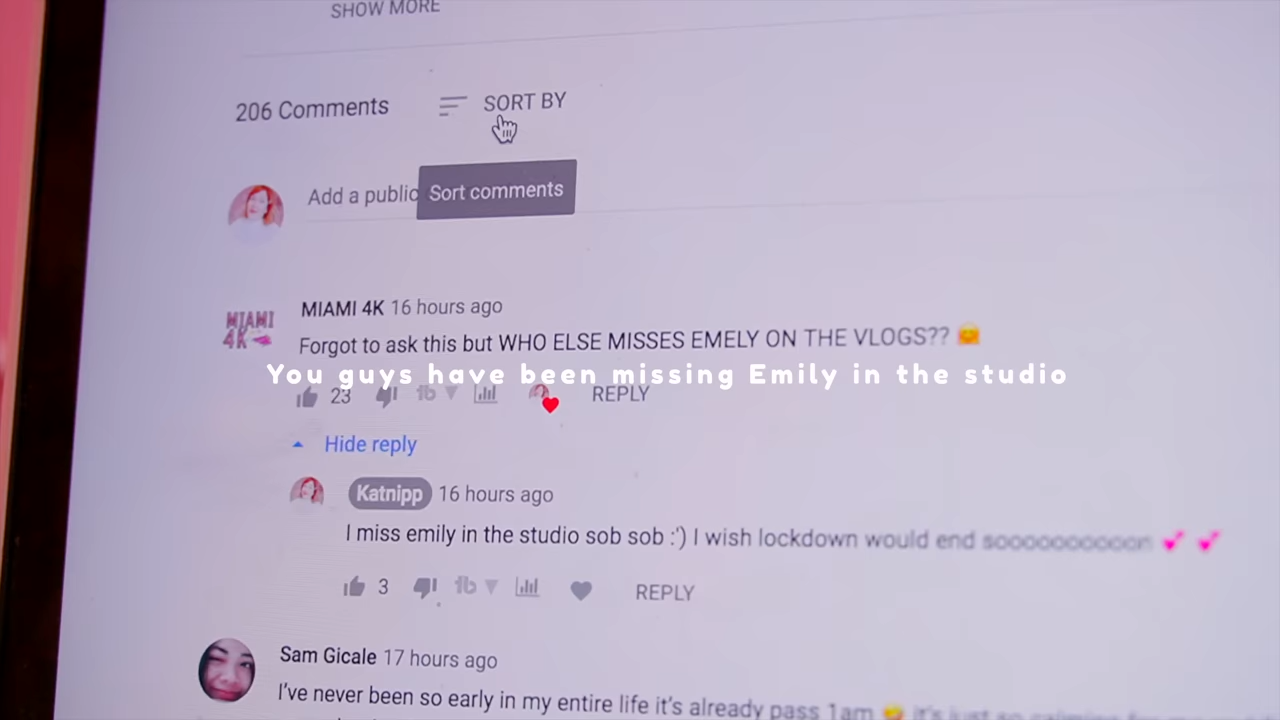 SHOW MORE
206 Comments SORT BY
Add a public Sort comments
MIAMI 4K
MIAMI 4K 16 hours ago
Forgot to ask this but WHO ELSE MISSES EMELY ON THE VLOGS??
You guys have been missing Emily in the studio
23 REPLY
Hide reply
Katnipp 16 hours ago
I miss emily in the studio sob sob :') I wish lockdown would end sooooooooooon
3 REPLY
Sam Gicale 17 hours ago
I've never been so early in my entire life it's already pass 1am it's just so calming